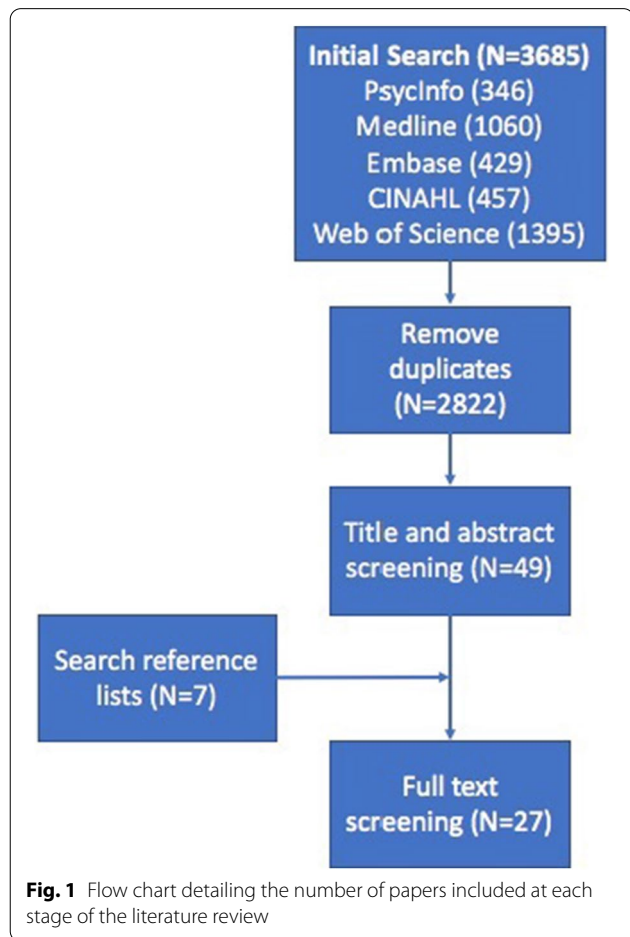 Initial Search (N=3685)
PsycInfo (346)
Medline (1060)
Embase (429)
CINAHL (457)
Web of Science (1395)
Remove
duplicates
(N=2822)
Title and abstract
screening (N=49)
Search reference
lists (N=7)
Full text
screening (N=27)
Fig. 1 Flow chart detailing the number of papers included at each
stage of the literature review